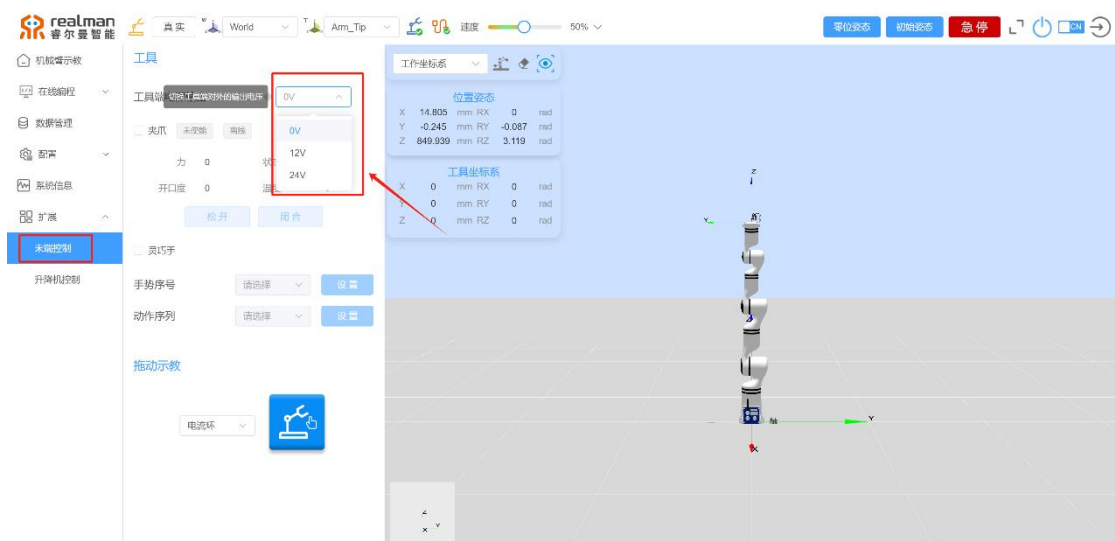 realman
睿尔曼智能
真实
World
Arm_Tip
速度
50%
零位姿态
初始姿态
急停
CN
机械臂示教
在线编程
数据管理
配置
系统信息
扩展
末端控制
升降机控制
工具
工具端
切换工具端对外的输出电压
0V
0V
12V
24V
夹爪
未使能
离线
力
0
开口度
0
松开
闭合
灵巧手
手势序号
请选择
设置
动作序列
请选择
设置
拖动示教
电流环
工作坐标系
位置姿态
X 14.805 mm RX 0 rad
Y -0.245 mm RY -0.087 rad
Z 849.939 mm RZ 3.119 rad
工具坐标系
X 0 mm RX 0 rad
Y 0 mm RY 0 rad
Z 0 mm RZ 0 rad
Z
Y
X
Z
X Y